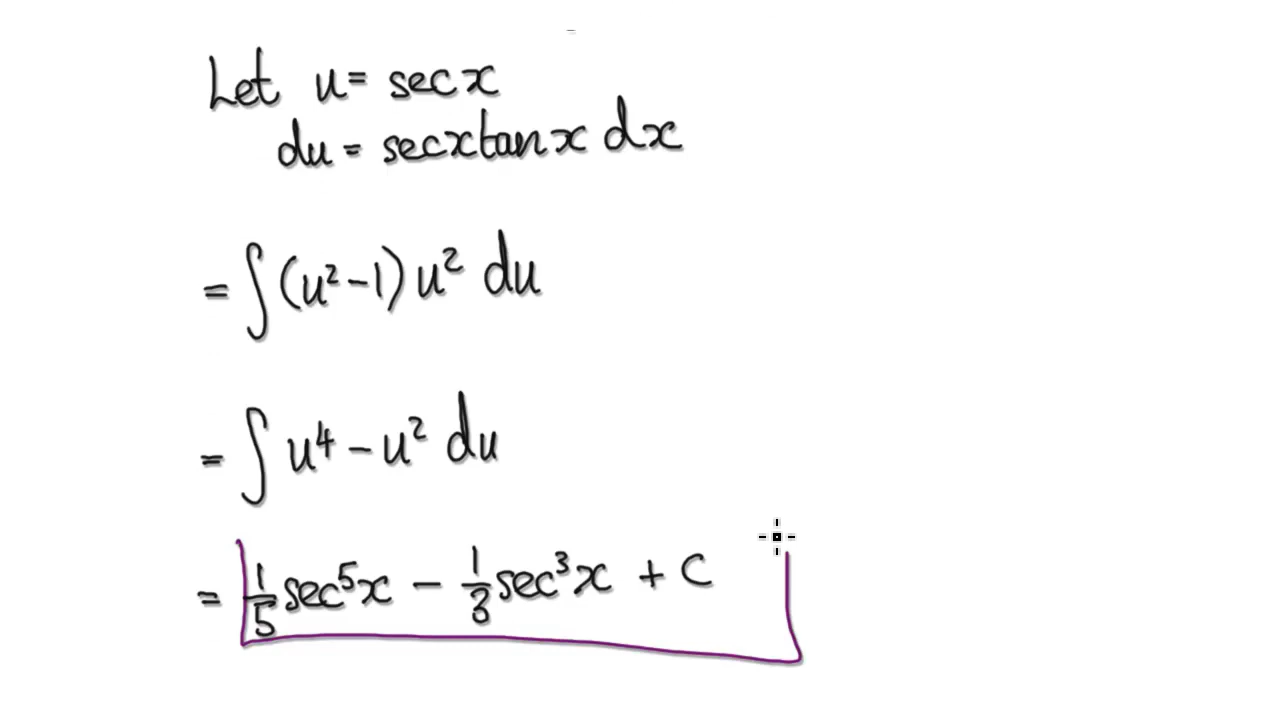 Let u = sec x
du = sec x tan x dx
= ∫ (u² - 1) u² du
= ∫ u⁴ - u² du
= 1/5 sec⁵x - 1/3 sec³x + C